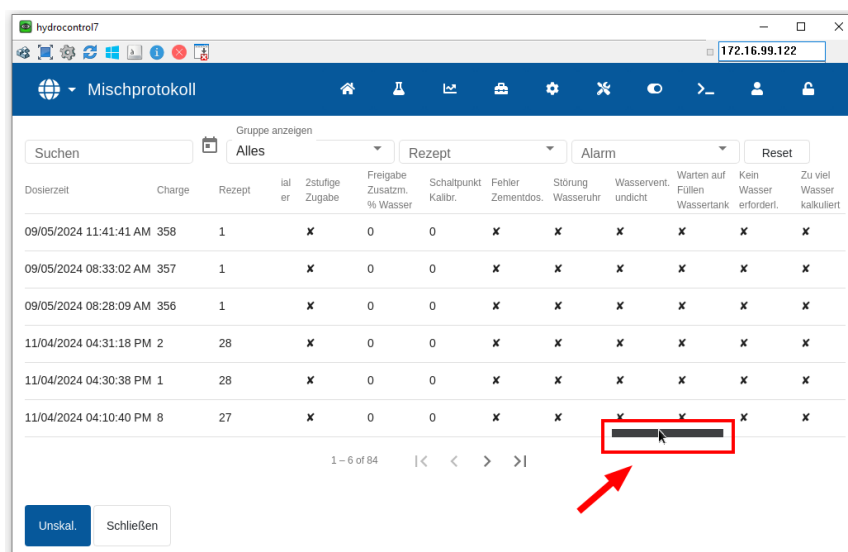 hydrocontrol7
172.16.99.122
Mischprotokoll
Suchen
Gruppe anzeigen
Alles
Rezept
Alarm
Reset
Dosierzeit Charge Rezept ial er 2stufige Zugabe Freigabe Zusatzm. % Wasser Schaltpunkt Kalibr. Fehler Zementdos. Störung Wasseruhr Wasservent. undicht Warten auf Füllen Wassertank Kein Wasser erforderl. Zu viel Wasser kalkuliert
09/05/2024 11:41:41 AM 358 1 ✘ 0 0 ✘ ✘ ✘ ✘ ✘ ✘
09/05/2024 08:33:02 AM 357 1 ✘ 0 0 ✘ ✘ ✘ ✘ ✘ ✘
09/05/2024 08:28:09 AM 356 1 ✘ 0 0 ✘ ✘ ✘ ✘ ✘ ✘
11/04/2024 04:31:18 PM 2 28 ✘ 0 0 ✘ ✘ ✘ ✘ ✘ ✘
11/04/2024 04:30:38 PM 1 28 ✘ 0 0 ✘ ✘ ✘ ✘ ✘ ✘
11/04/2024 04:10:40 PM 8 27 ✘ 0 0 ✘ ✘ ✘ ✘ ✘ ✘
1 – 6 of 84
Unskal.
Schließen